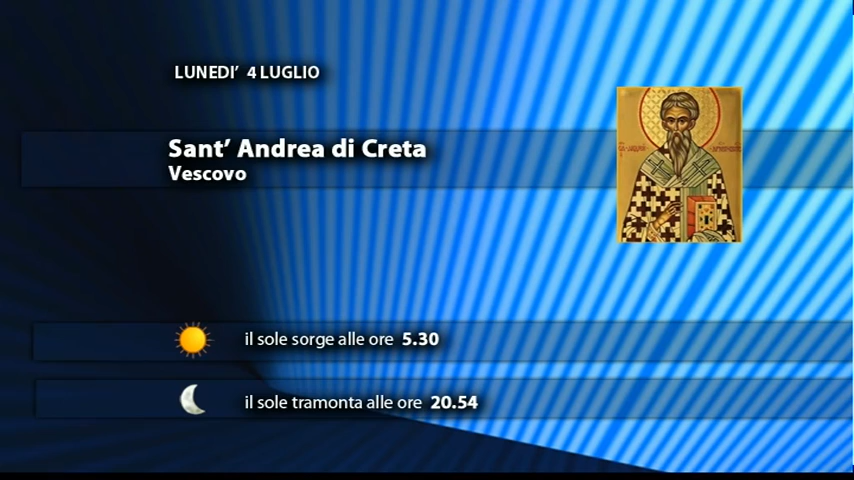 LUNEDI' 4 LUGLIO
Sant' Andrea di Creta
Vescovo
il sole sorge alle ore 5.30
il sole tramonta alle ore 20.54